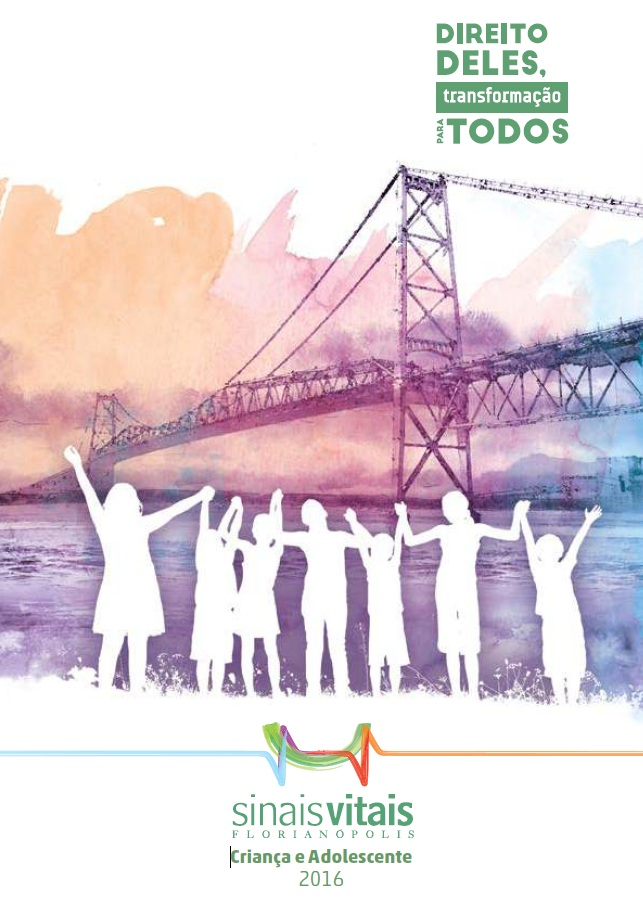 DIREITO
DELES,
transformação
PARA TODOS
sinaisvitais
FLORIANÓPOLIS
Criança e Adolescente
2016